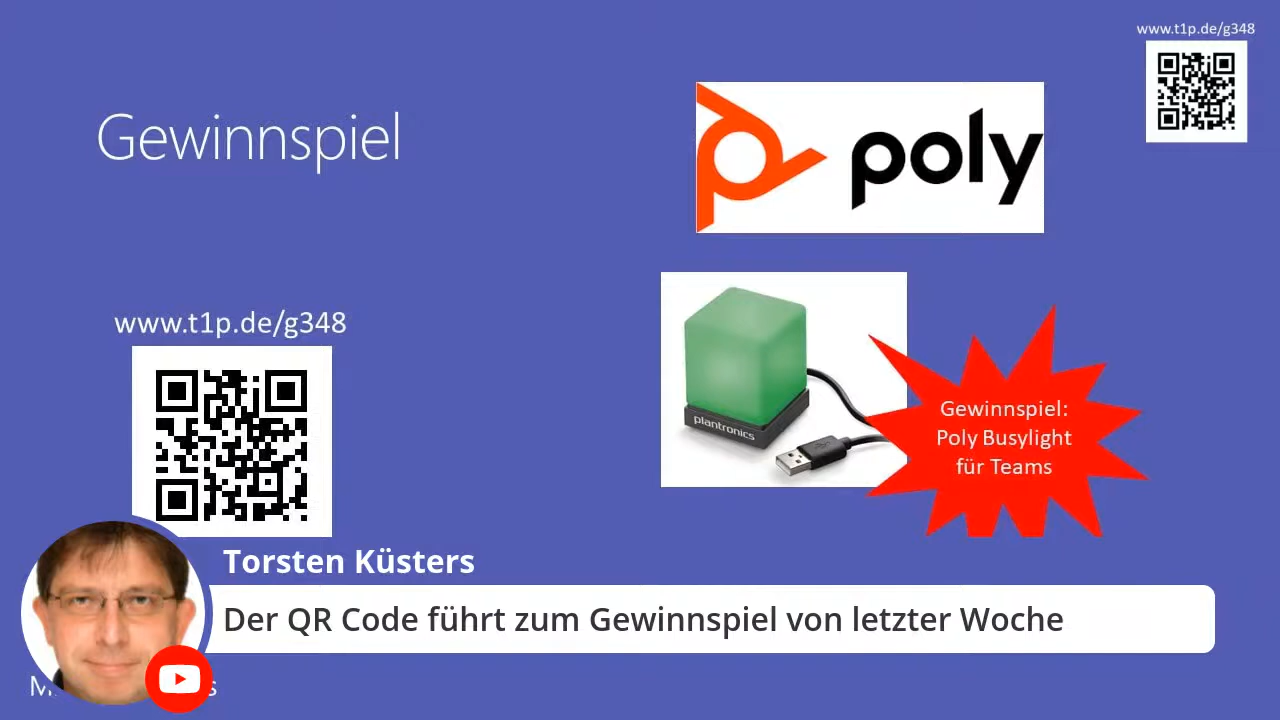 www.t1p.de/g348
Gewinnspiel
poly
www.t1p.de/g348
plantronics
Gewinnspiel:
Poly Busylight
für Teams
Torsten Küsters
Der QR Code führt zum Gewinnspiel von letzter Woche